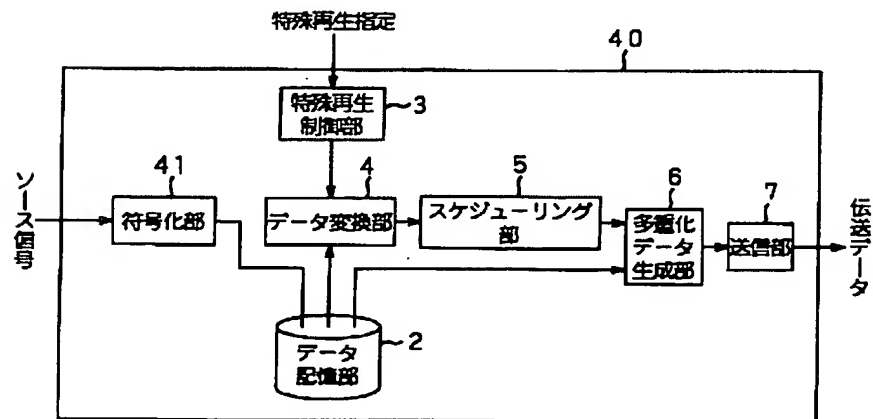 特殊再生指定
40
特殊再生
制御部
3
41
4
5
6
7
ソース信号
符号化部
データ変換部
スケジューリング
部
多重化
データ
生成部
送信部
伝送データ
データ
記憶部
2